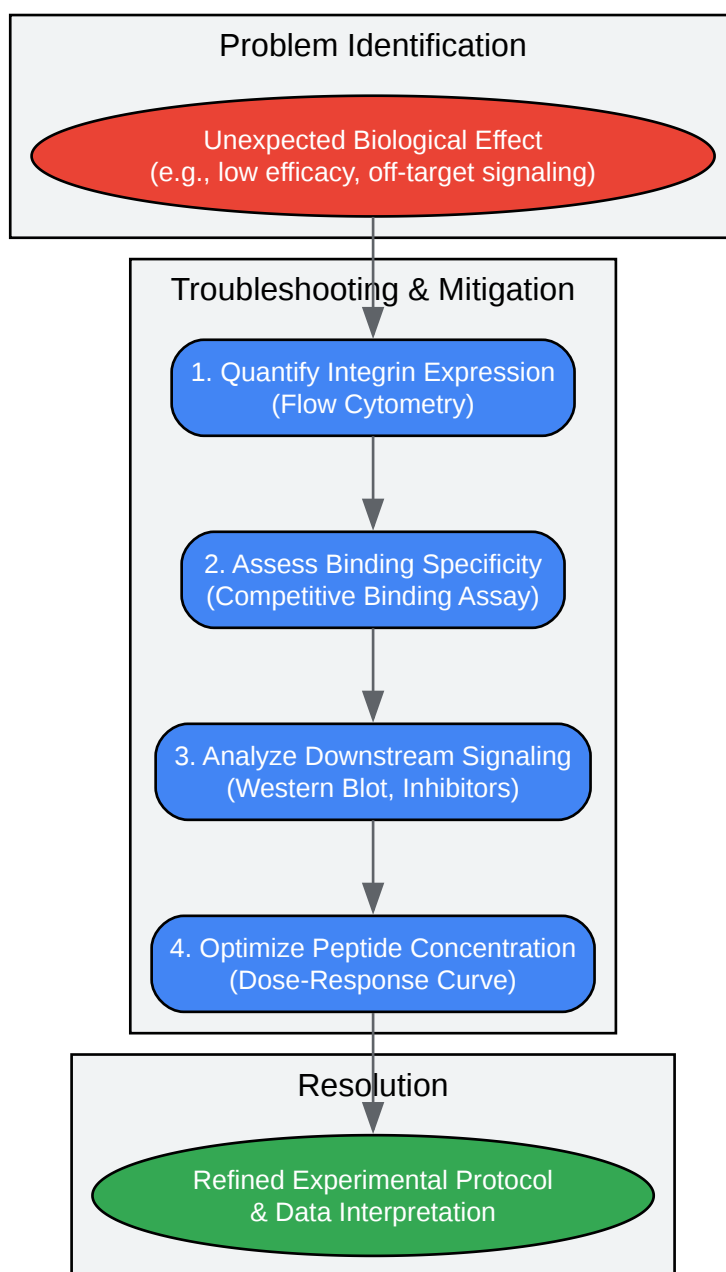 Problem Identification
Unexpected Biological Effect
(e.g., low efficacy, off-target signaling)
Troubleshooting & Mitigation
1. Quantify Integrin Expression
(Flow Cytometry)
2. Assess Binding Specificity
(Competitive Binding Assay)
3. Analyze Downstream Signaling
(Western Blot, Inhibitors)
4. Optimize Peptide Concentration
(Dose-Response Curve)
Resolution
Refined Experimental Protocol
& Data Interpretation